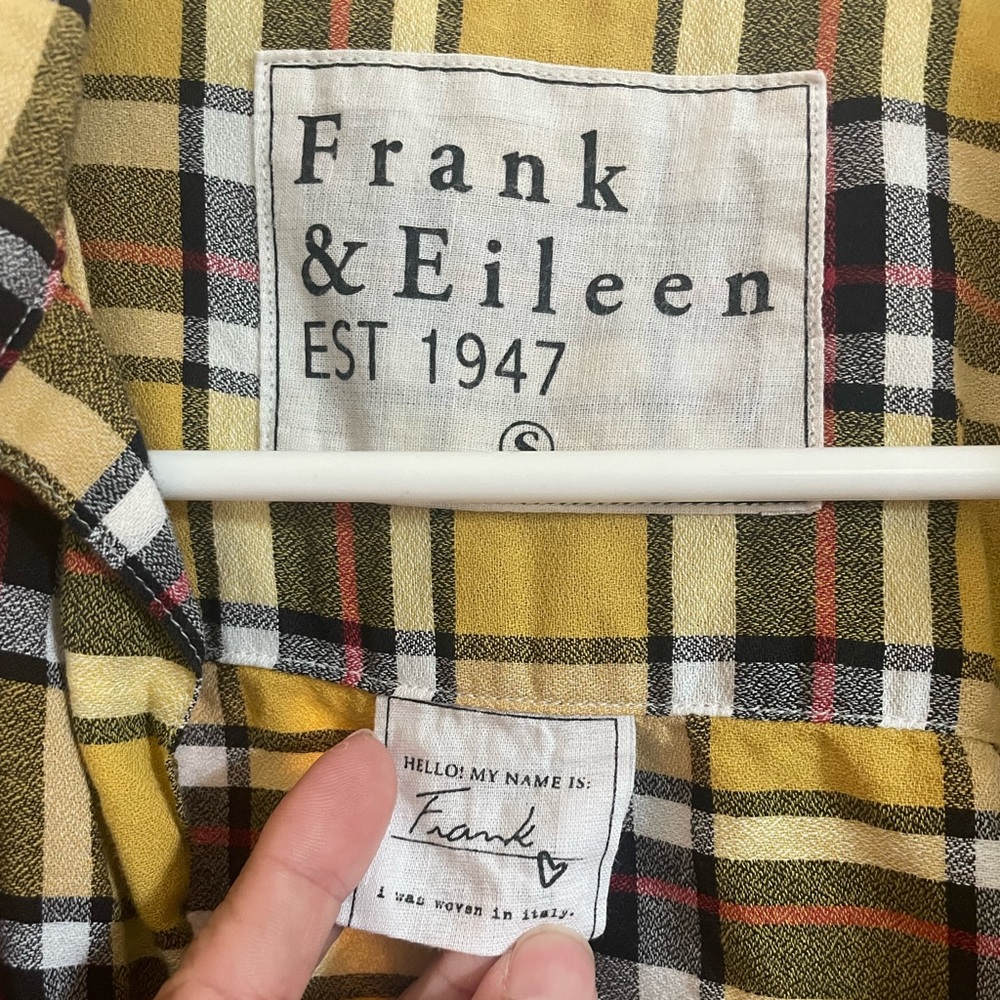 Frank
& Eileen
EST 1947
S
HELLO! MY NAME IS:
Frank
i was woven in italy.